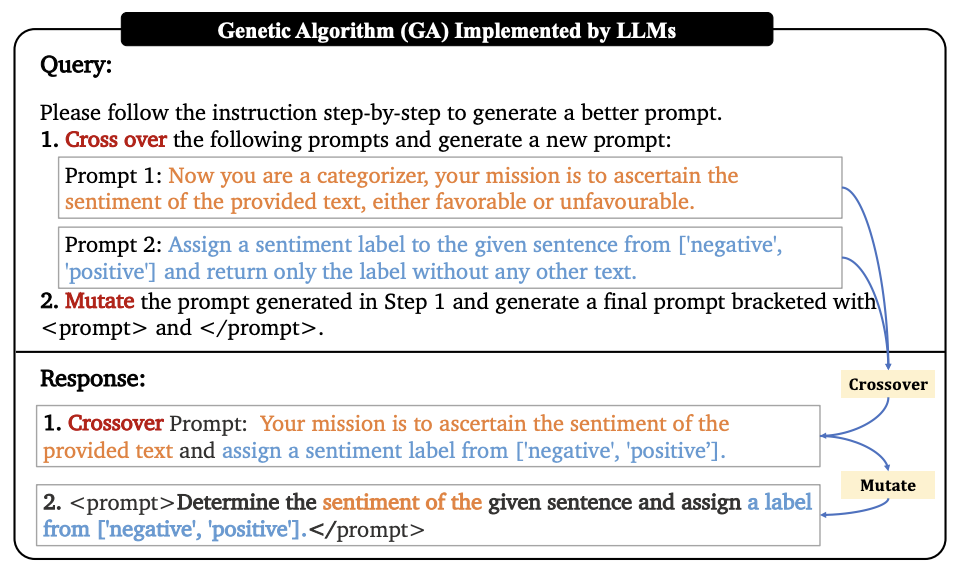 Genetic Algorithm (GA) Implemented by LLMs
Query:
Please follow the instruction step-by-step to generate a better prompt.
1. Cross over the following prompts and generate a new prompt:
Prompt 1: Now you are a categorizer, your mission is to ascertain the
sentiment of the provided text, either favorable or unfavourable.
Prompt 2: Assign a sentiment label to the given sentence from ['negative',
'positive'] and return only the label without any other text.
2. Mutate the prompt generated in Step 1 and generate a final prompt bracketed with
<prompt> and </prompt>.
Response:
Crossover
1. Crossover Prompt: Your mission is to ascertain the sentiment of the
provided text and assign a sentiment label from ['negative', 'positive’].
Mutate
2. <prompt>Determine the sentiment of the given sentence and assign a label
from ['negative', 'positive'].</prompt>